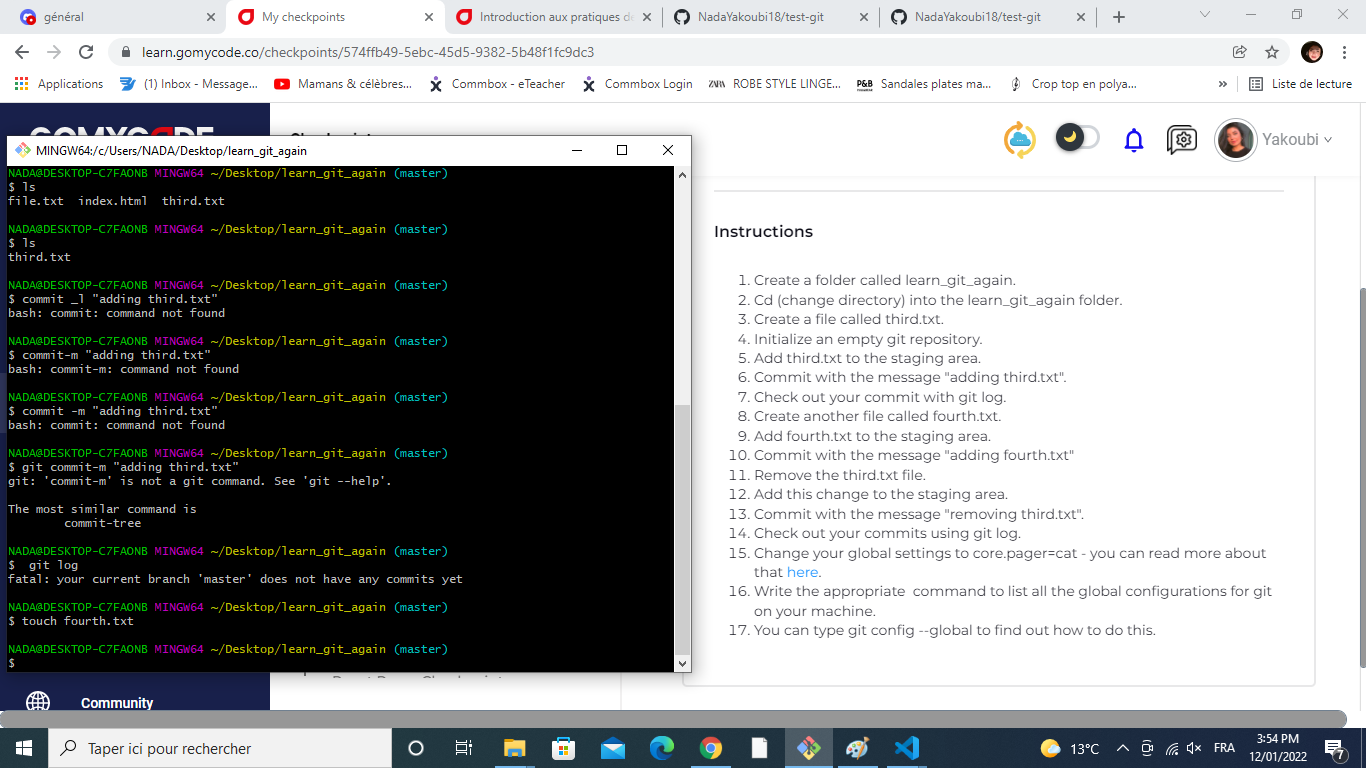 général
My checkpoints
Introduction aux pratiques de
NadaYakoubi18/test-git
NadaYakoubi18/test-git
learn.gomycode.co/checkpoints/574ffb49-5ebc-45d5-9382-5b48f1fc9dc3
Applications
(1) Inbox - Message...
Mamans & célèbres...
Commbox - eTeacher
Commbox Login
ZARA ROBE STYLE LINGE...
P&B Sandales plates ma...
Crop top en polya...
»
Liste de lecture
GOMYCODE
Yakoubi
MINGW64:/c/Users/NADA/Desktop/learn_git_again
NADA@DESKTOP-C7FAONB MINGW64 ~/Desktop/learn_git_again (master)
$ ls
file.txt  index.html  third.txt
NADA@DESKTOP-C7FAONB MINGW64 ~/Desktop/learn_git_again (master)
$ ls
third.txt
NADA@DESKTOP-C7FAONB MINGW64 ~/Desktop/learn_git_again (master)
$ commit _l "adding third.txt"
bash: commit: command not found
NADA@DESKTOP-C7FAONB MINGW64 ~/Desktop/learn_git_again (master)
$ commit-m "adding third.txt"
bash: commit-m: command not found
NADA@DESKTOP-C7FAONB MINGW64 ~/Desktop/learn_git_again (master)
$ commit -m "adding third.txt"
bash: commit: command not found
NADA@DESKTOP-C7FAONB MINGW64 ~/Desktop/learn_git_again (master)
$ git commit-m "adding third.txt"
git: 'commit-m' is not a git command. See 'git --help'.
The most similar command is
commit-tree
NADA@DESKTOP-C7FAONB MINGW64 ~/Desktop/learn_git_again (master)
$  git log
fatal: your current branch 'master' does not have any commits yet
NADA@DESKTOP-C7FAONB MINGW64 ~/Desktop/learn_git_again (master)
$ touch fourth.txt
NADA@DESKTOP-C7FAONB MINGW64 ~/Desktop/learn_git_again (master)
$
Instructions
1. Create a folder called learn_git_again.
2. Cd (change directory) into the learn_git_again folder.
3. Create a file called third.txt.
4. Initialize an empty git repository.
5. Add third.txt to the staging area.
6. Commit with the message "adding third.txt".
7. Check out your commit with git log.
8. Create another file called fourth.txt.
9. Add fourth.txt to the staging area.
10. Commit with the message "adding fourth.txt"
11. Remove the third.txt file.
12. Add this change to the staging area.
13. Commit with the message "removing third.txt".
14. Check out your commits using git log.
15. Change your global settings to core.pager=cat - you can read more about
that here.
16. Write the appropriate  command to list all the global configurations for git
on your machine.
17. You can type git config --global to find out how to do this.
Community
Taper ici pour rechercher
13°C
FRA
3:54 PM
12/01/2022
7